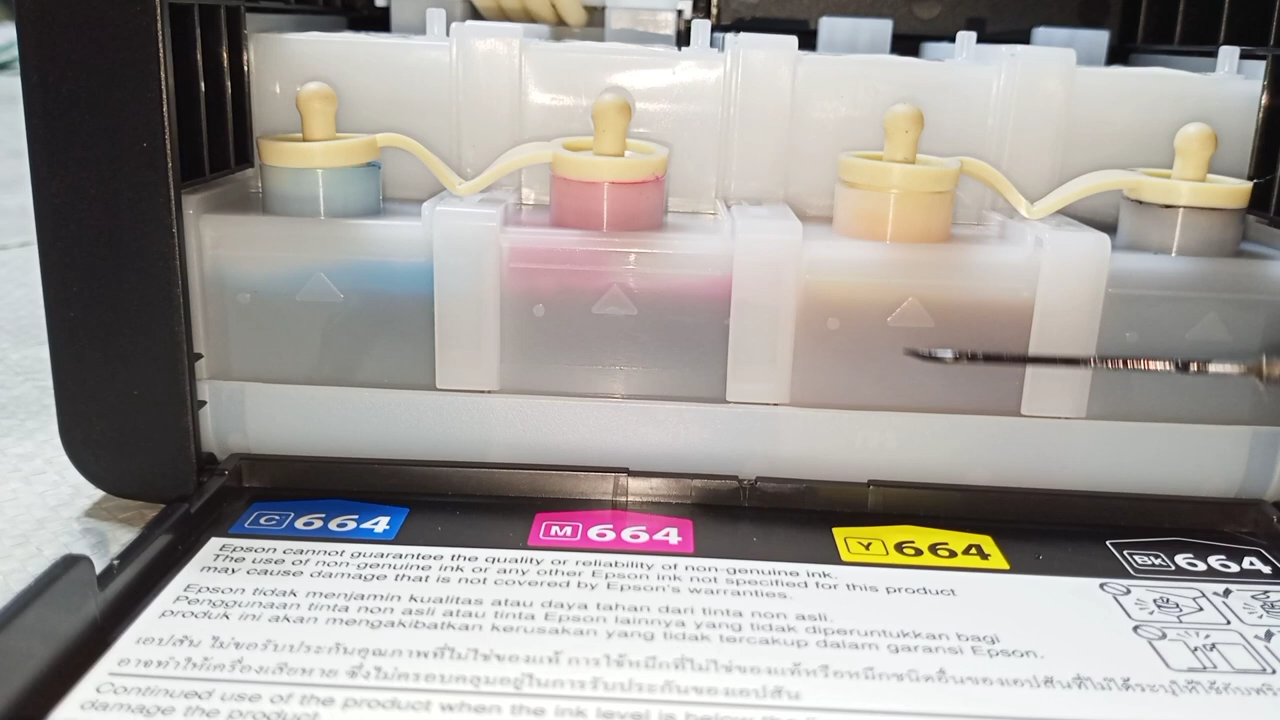 C 664
M 664
Y 664
BK 664
Epson cannot guarantee the quality or reliability of non-genuine ink.
The use of non-genuine ink or any other Epson ink not specified for this product
may cause damage that is not covered by Epson's warranties.
Epson tidak menjamin kualitas atau daya tahan dari tinta non asli.
Penggunaan tinta non asli atau tinta Epson lainnya yang tidak diperuntukkan bagi
produk ini akan mengakibatkan kerusakan yang tidak tercakup dalam garansi Epson.
เอปสัน ไม่ขอรับประกันคุณภาพที่ไม่ใช่ของแท้ การใช้หมึกที่ไม่ใช่ของแท้หรือหมึกชนิดอื่นของเอปสันที่ไม่ได้ระบุให้ใช้กับ
อาจทำให้เครื่องเสียหาย ซึ่งไม่ครอบคลุมอยู่ในการรับประกันของเอปสัน
Continued use of the product when the ink level is below the
damage the product.